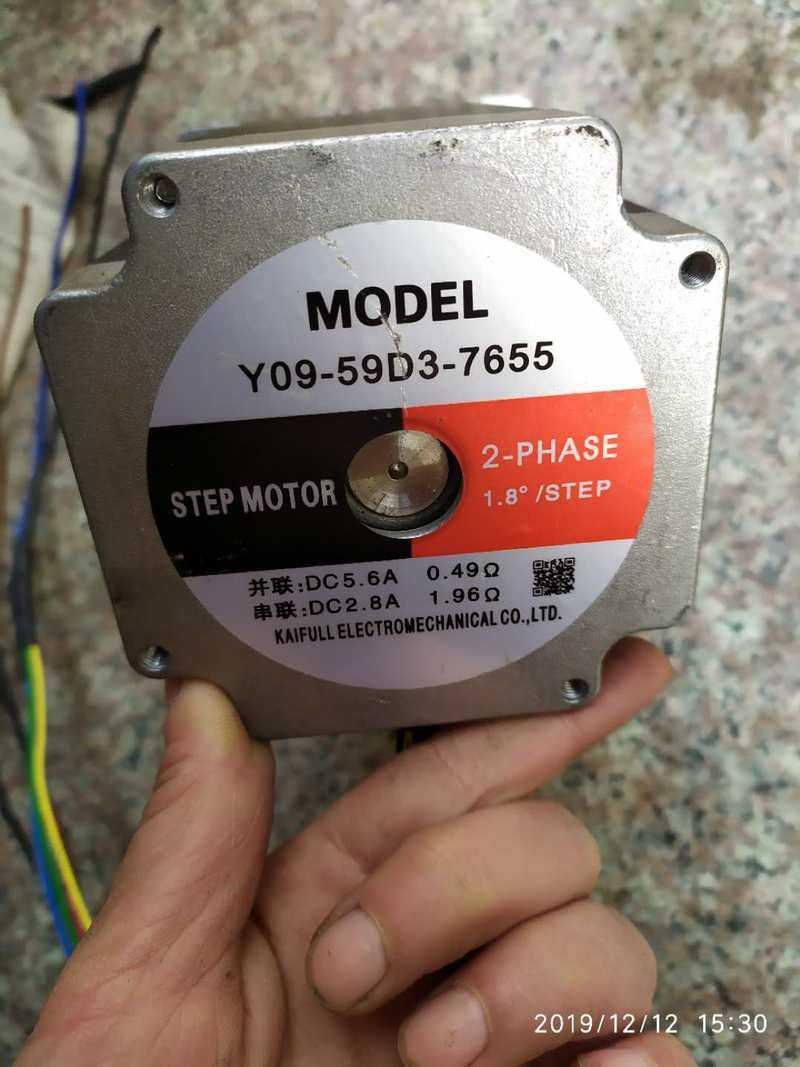 MODEL
Y09-59D3-7655
STEP MOTOR
2-PHASE
1.8° /STEP
并联:DC5.6A 0.49Ω
串联:DC2.8A 1.96Ω
KAIFULL ELECTROMECHANICAL CO.,LTD.
2019/12/12 15:30